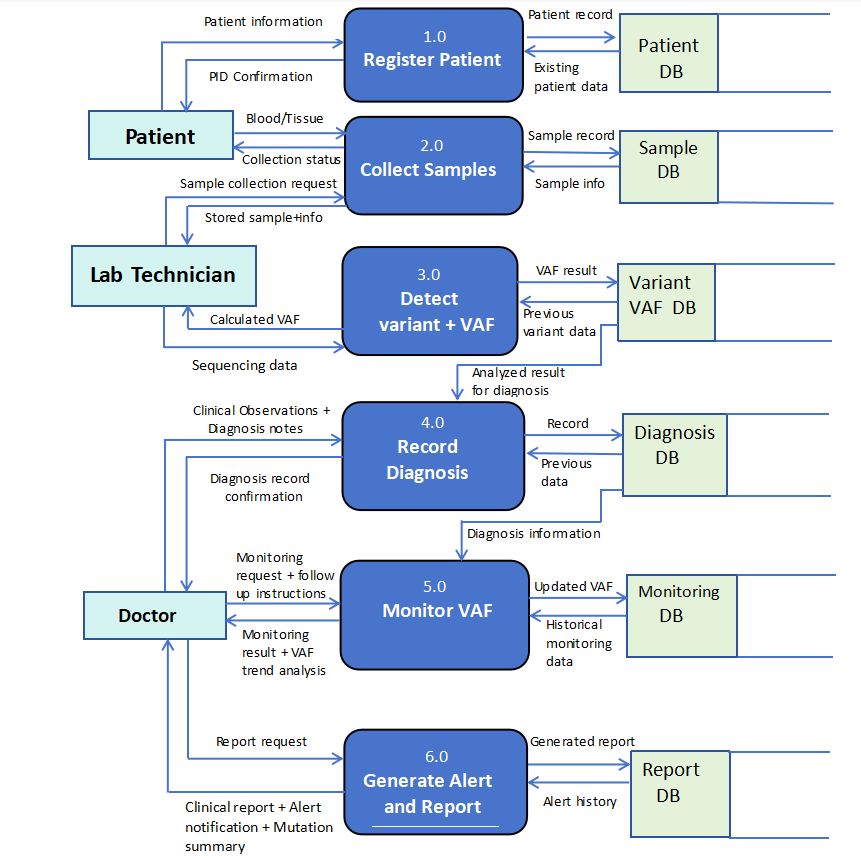 Patient information
1.0
Register Patient
Patient record
Patient
DB
PID Confirmation
Existing
patient data
Patient
Blood/Tissue
Collection status
2.0
Collect Samples
Sample record
Sample info
Sample
DB
Sample collection request
Stored sample+info
Lab Technician
3.0
Detect
variant + VAF
VAF result
Previous
variant data
Variant
VAF DB
Calculated VAF
Sequencing data
Analyzed result
for diagnosis
Clinical Observations +
Diagnosis notes
4.0
Record
Diagnosis
Record
Previous
data
Diagnosis
DB
Diagnosis record
confirmation
Diagnosis information
Monitoring
request + follow
up instructions
Doctor
5.0
Monitor VAF
Updated VAF
Historical
monitoring
data
Monitoring
DB
Monitoring
result + VAF
trend analysis
Report request
6.0
Generate Alert
and Report
Generated report
Alert history
Report
DB
Clinical report + Alert
notification + Mutation
summary